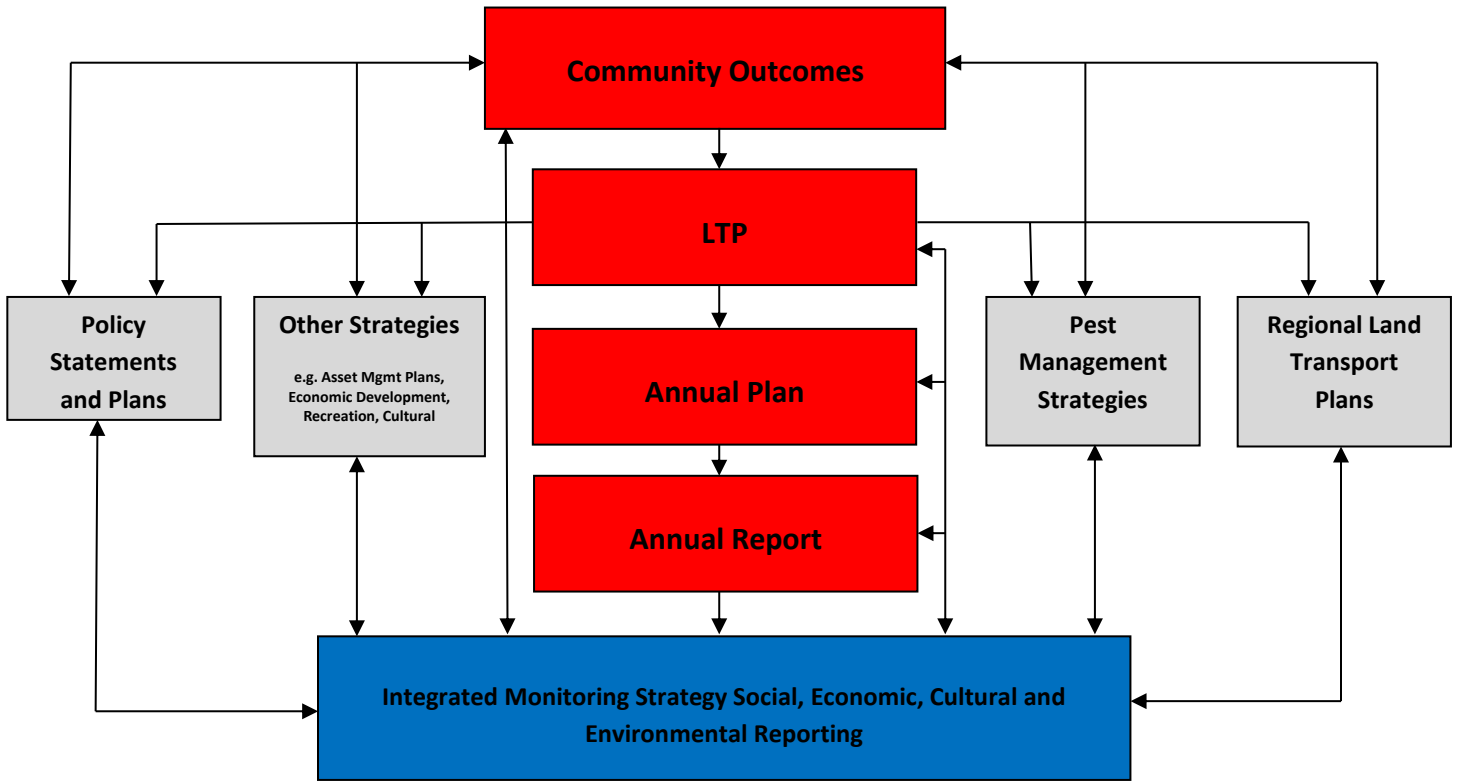 Community Outcomes
LTP
Policy
Statements
and Plans
Other Strategies
e.g. Asset Mgmt Plans,
Economic Development,
Recreation, Cultural
Annual Plan
Pest
Management
Strategies
Regional Land
Transport
Plans
Annual Report
Integrated Monitoring Strategy Social, Economic, Cultural and
Environmental Reporting